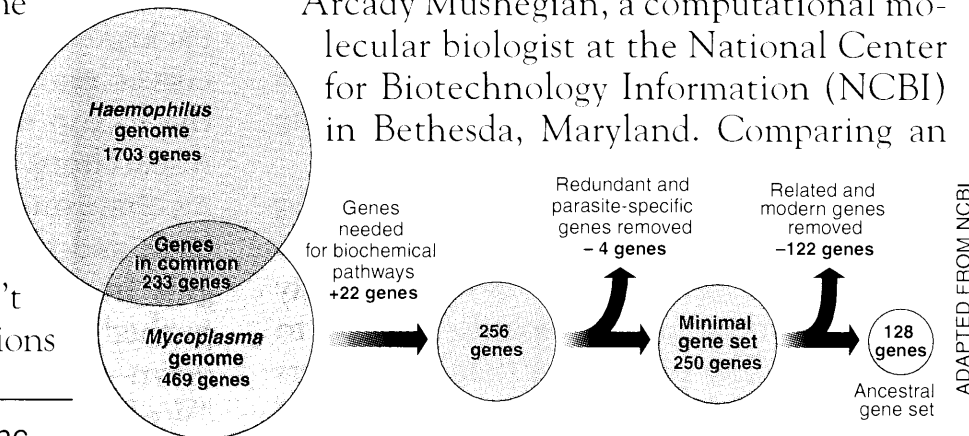 Arcady Mushegian, a computational mo-
lecular biologist at the National Center
for Biotechnology Information (NCBI)
in Bethesda, Maryland. Comparing an
't
ions
Haemophilus
genome
1703 genes
Genes
in common
233 genes
Mycoplasma
genome
469 genes
Genes
needed
for biochemical
pathways
+22 genes
256
genes
Redundant and
parasite-specific
genes removed
– 4 genes
Minimal
gene set
250 genes
Related and
modern genes
removed
–122 genes
128
genes
Ancestral
gene set
ADAPTED FROM NCBI